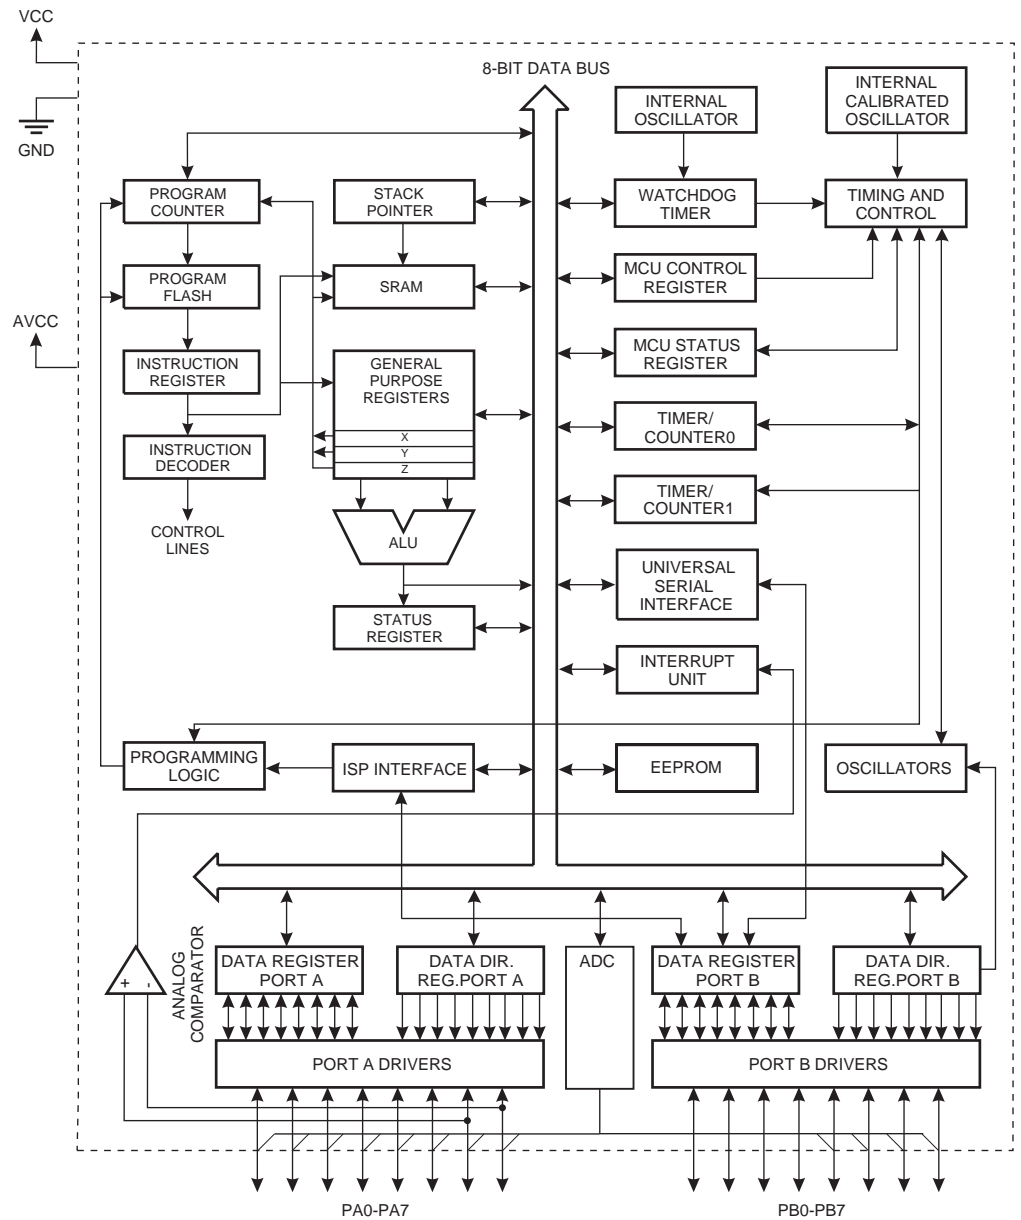 VCC
GND
AVCC
8-BIT DATA BUS
INTERNAL
OSCILLATOR
INTERNAL
CALIBRATED
OSCILLATOR
PROGRAM
COUNTER
STACK
POINTER
WATCHDOG
TIMER
TIMING AND
CONTROL
PROGRAM
FLASH
SRAM
MCU CONTROL
REGISTER
INSTRUCTION
REGISTER
GENERAL
PURPOSE
REGISTERS
X
Y
Z
MCU STATUS
REGISTER
INSTRUCTION
DECODER
TIMER/
COUNTER0
CONTROL
LINES
ALU
TIMER/
COUNTER1
STATUS
REGISTER
UNIVERSAL
SERIAL
INTERFACE
INTERRUPT
UNIT
PROGRAMMING
LOGIC
ISP INTERFACE
EEPROM
OSCILLATORS
ANALOG
COMPARATOR
+
-
DATA REGISTER
PORT A
DATA DIR.
REG.PORT A
ADC
DATA REGISTER
PORT B
DATA DIR.
REG.PORT B
PORT A DRIVERS
PORT B DRIVERS
PA0-PA7
PB0-PB7